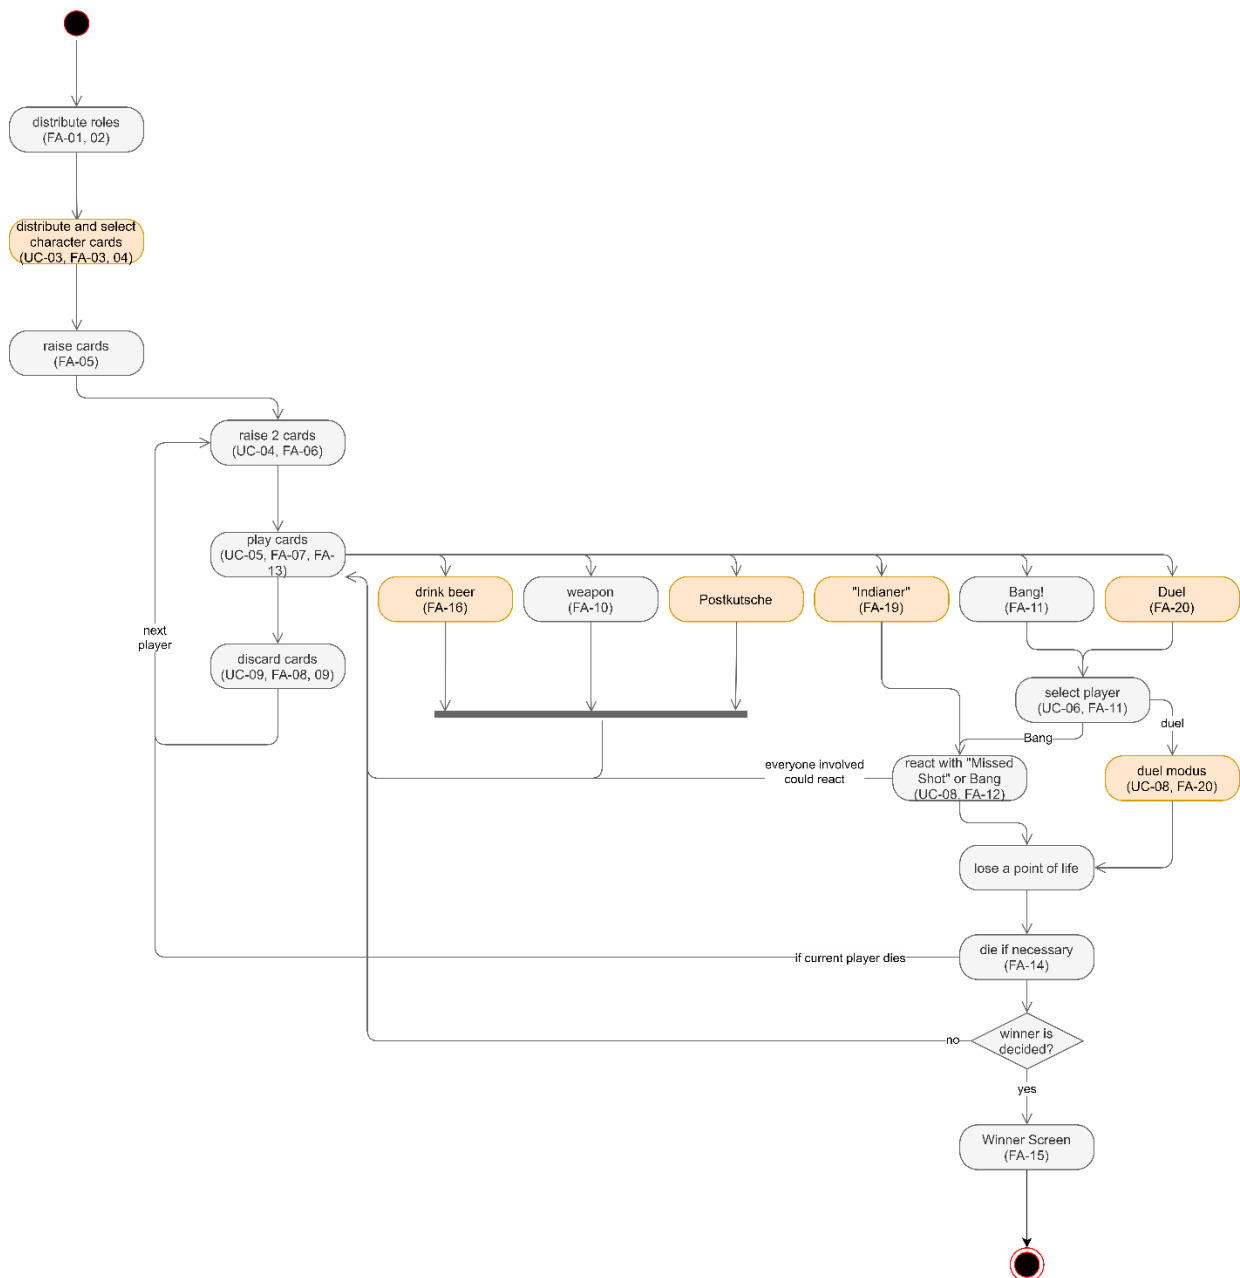 distribute roles
(FA-01, 02)
distribute and select
character cards
(UC-03, FA-03, 04)
raise cards
(FA-05)
raise 2 cards
(UC-04, FA-06)
play cards
(UC-05, FA-07, FA-
13)
drink beer
(FA-16)
weapon
(FA-10)
Postkutsche
"Indianer"
(FA-19)
Bang!
(FA-11)
Duel
(FA-20)
next
player
discard cards
(UC-09, FA-08, 09)
select player
(UC-06, FA-11)
duel
Bang
everyone involved
could react
react with "Missed
Shot" or Bang
(UC-08, FA-12)
duel modus
(UC-08, FA-20)
lose a point of life
if current player dies
die if necessary
(FA-14)
no
winner is
decided?
yes
Winner Screen
(FA-15)